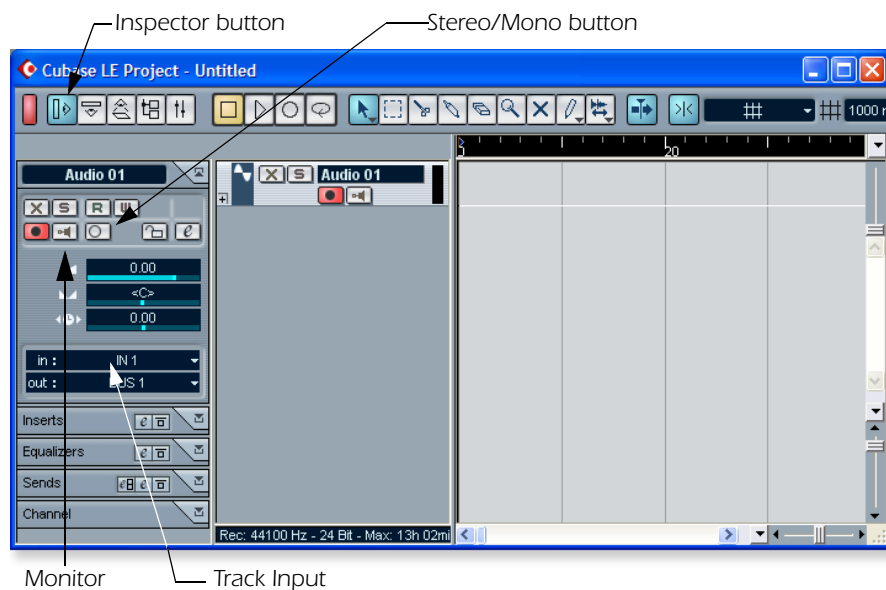 Inspector button
Stereo/Mono button
Cubase LE Project - Untitled
1000
0
20
Audio 01
X S R W
e
0.00
<C>
0.00
in : IN 1
out : BUS 1
Inserts e
Equalizers e
Sends e e
Channel
X S Audio 01
Rec: 44100 Hz - 24 Bit - Max: 13h 02mi
Monitor
Track Input